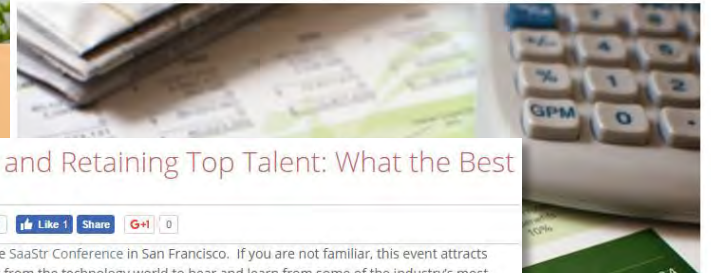 7
+/- 4 5
% 1 2
GPM 0 .
and Retaining Top Talent: What the Best
Like 1 Share G+1 0
e SaaStr Conference in San Francisco. If you are not familiar, this event attracts
from the technology world to hear and learn from some of the industry's most
10%